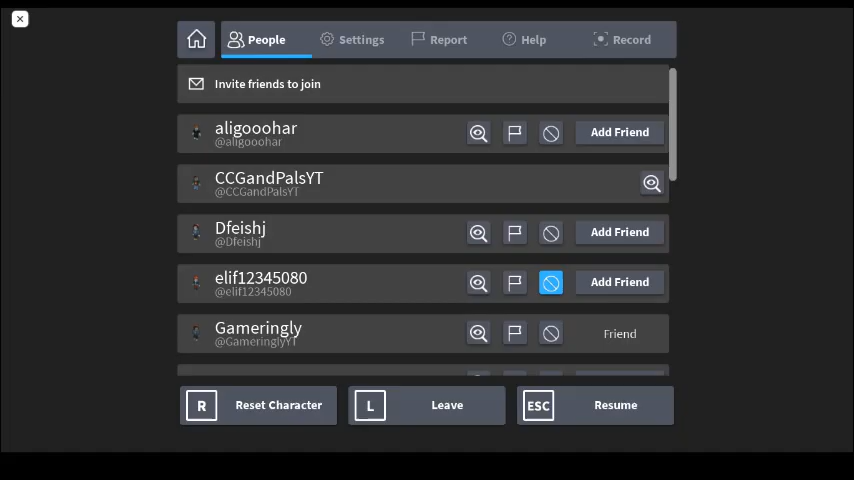 People Settings Report Help Record
Invite friends to join
aligooohar
@aligooohar
Add Friend
CCGandPalsYT
@CCGandPalsYT
Dfeishj
@Dfeishj
Add Friend
elif12345080
@elif12345080
Add Friend
Gameringly
@GameringlyYT
Friend
R Reset Character
L Leave
ESC Resume